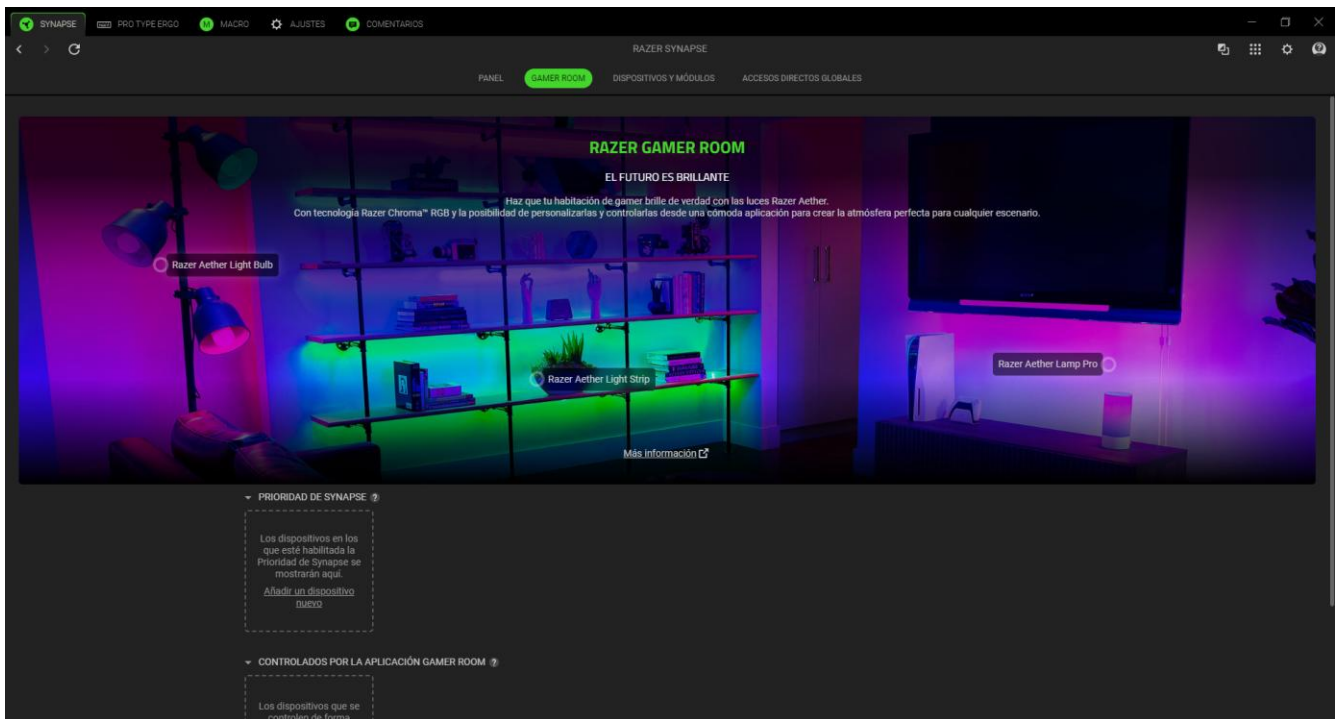 SYNAPSE
PRO TYPE ERGO
M
MACRO
AJUSTES
COMENTARIOS
RAZER SYNAPSE
PANEL
GAMER ROOM
DISPOSITIVOS Y MÓDULOS
ACCESOS DIRECTOS GLOBALES
RAZER GAMER ROOM
EL FUTURO ES BRILLANTE
Haz que tu habitación de gamer brille de verdad con las luces Razer Aether.
Con tecnología Razer Chroma™ RGB y la posibilidad de personalizarlas y controlarlas desde una cómoda aplicación para crear la atmósfera perfecta para cualquier escenario.
Razer Aether Light Bulb
Razer Aether Lamp Pro
Razer Aether Light Strip
Más información
PRIORIDAD DE SYNAPSE ?
Los dispositivos en los
que esté habilitada la
Prioridad de Synapse se
mostrarán aquí.
Añadir un dispositivo
nuevo
CONTROLADOS POR LA APLICACIÓN GAMER ROOM ?
Los dispositivos que se
controlen de forma